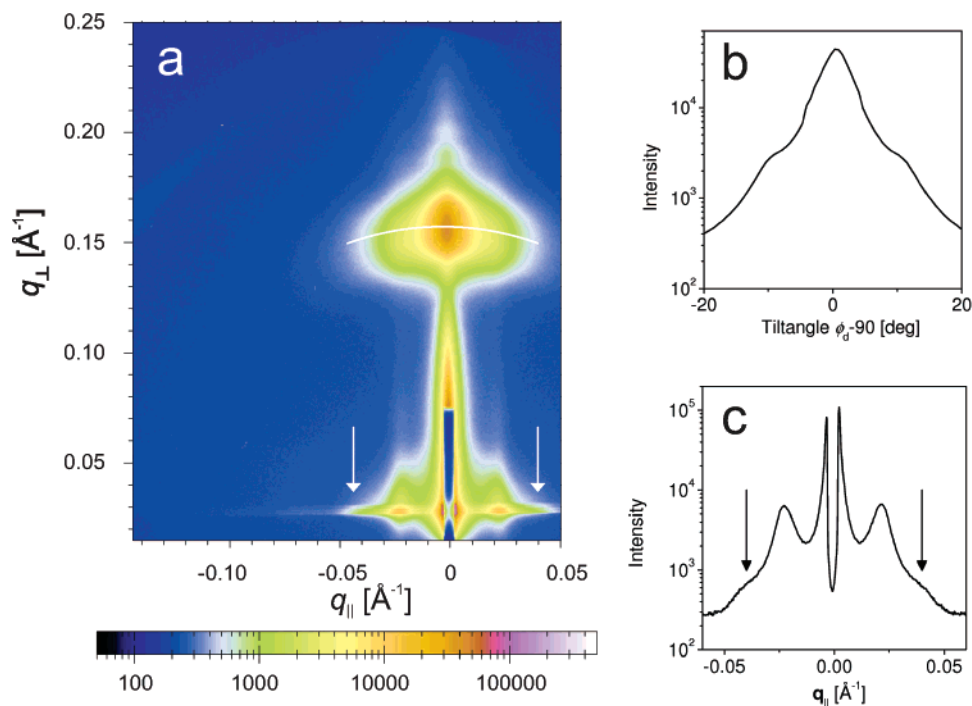 a
0.25
0.20
0.15
0.10
0.05
q⊥ [Å⁻¹]
-0.10 -0.05 0 0.05
q|| [Å⁻¹]
100 1000 10000 100000
b
10⁴
10³
10²
Intensity
-20 0 20
Tiltangle ϕd-90 [deg]
c
10⁵
10⁴
10³
10²
Intensity
-0.05 0.00 0.05
q|| [Å⁻¹]